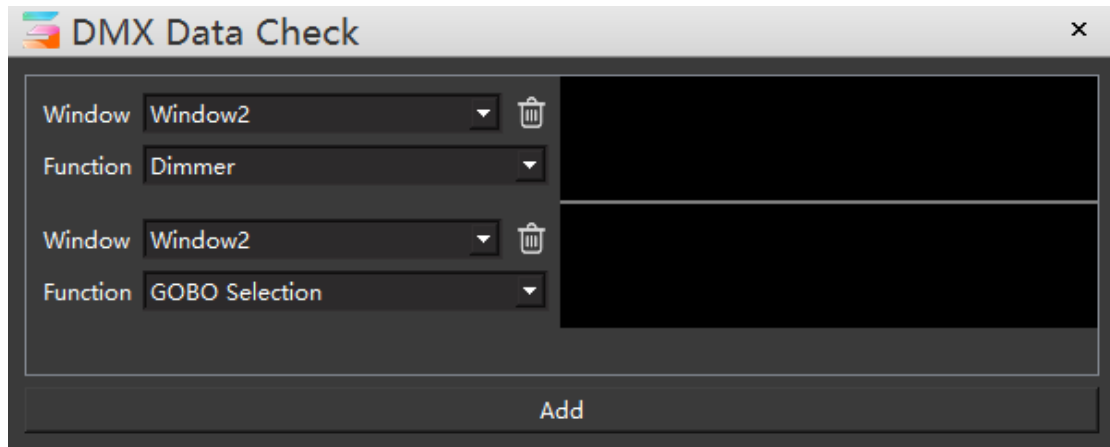 DMX Data Check
Window Window2
Function Dimmer
Window Window2
Function GOBO Selection
Add